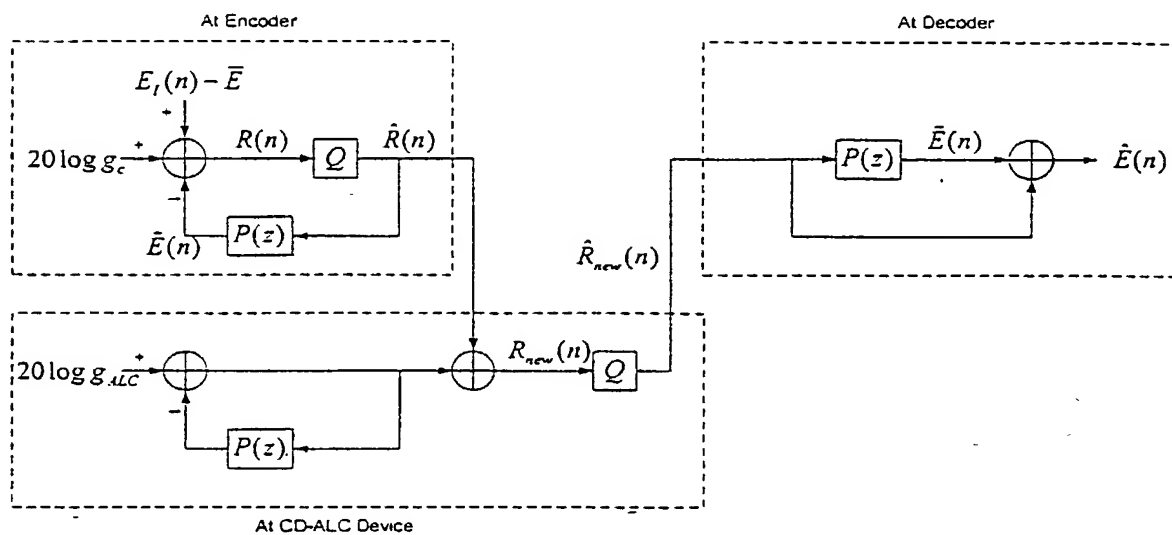 At Encoder
At Decoder
E_I(n) − E̅
+
20 log g_c
+
R(n)
Q
R̂(n)
−
Ẽ(n)
P(z)
P(z)
Ẽ(n)
Ê(n)
R̂_new(n)
20 log g_ALC
+
R_new(n)
Q
−
P(z)
At CD-ALC Device